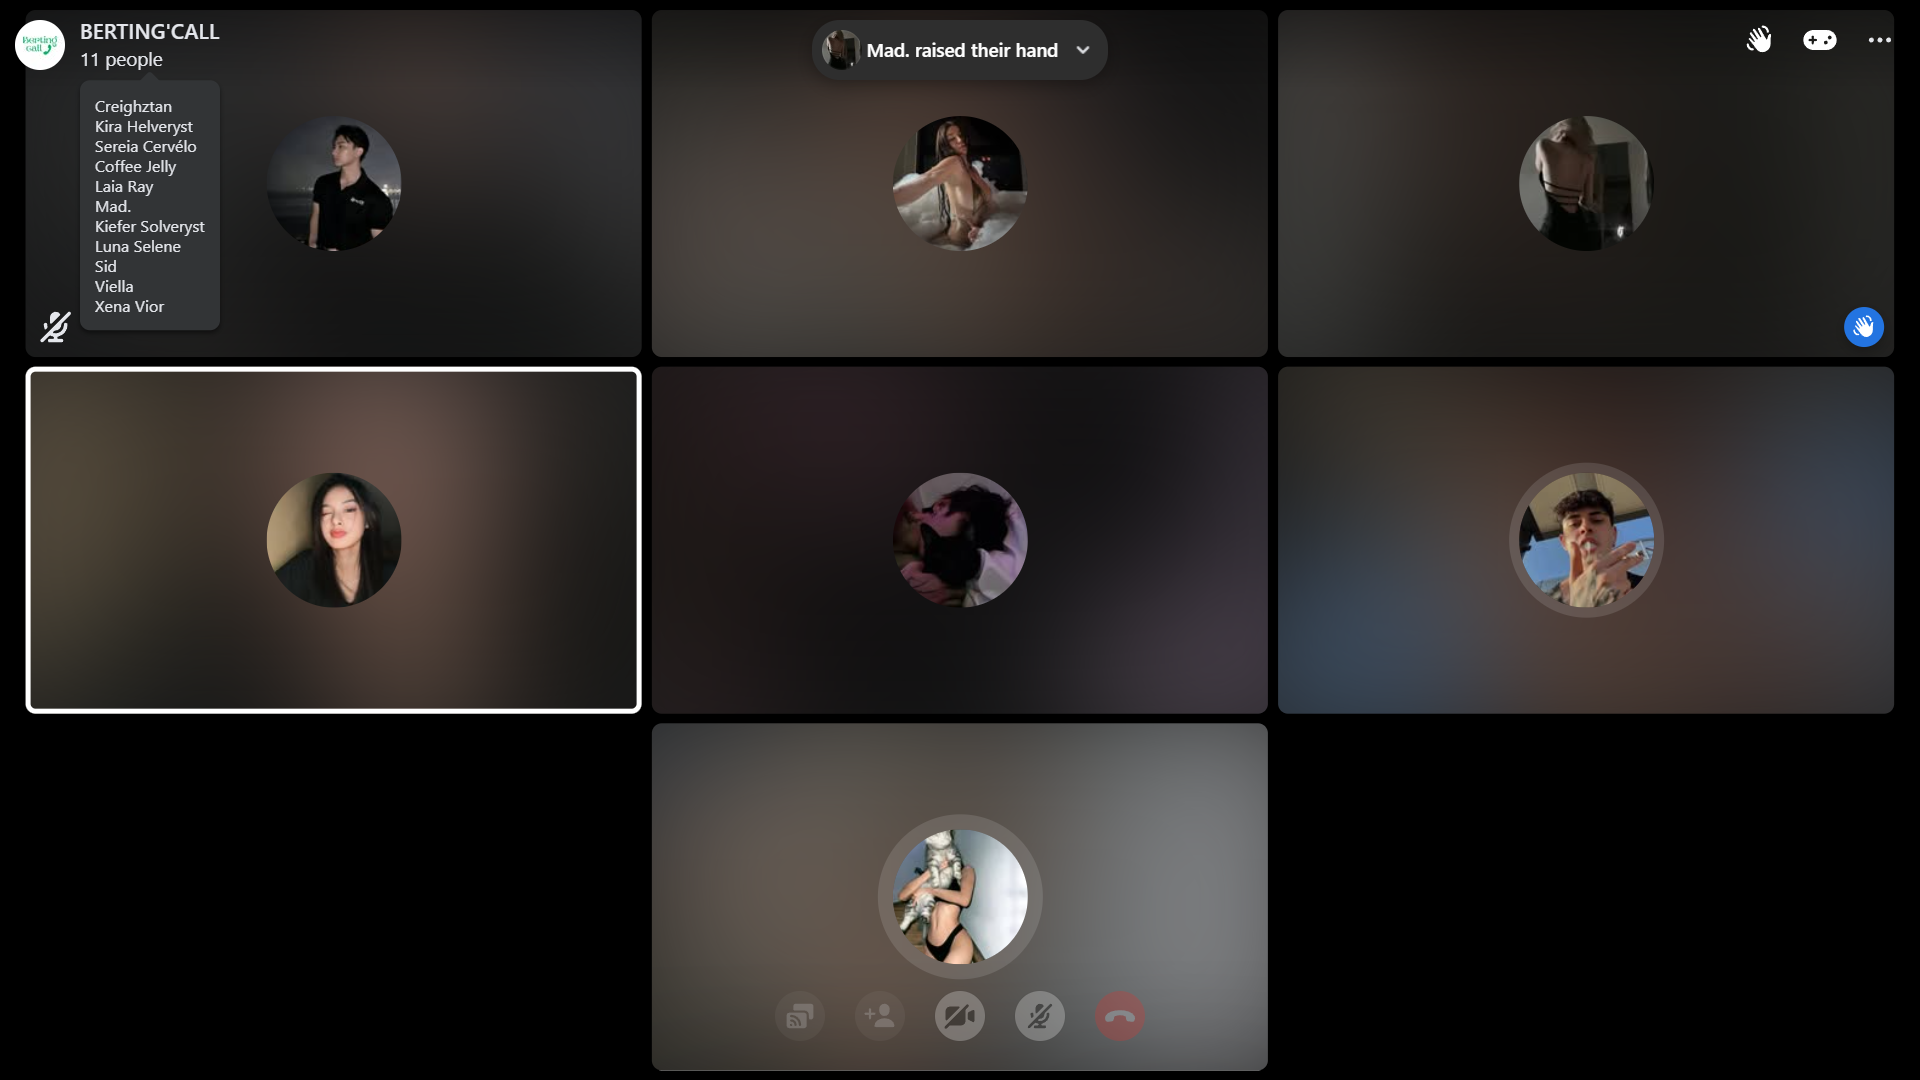 Berting
call
BERTING'CALL
11 people
Creighztan
Kira Helveryst
Sereia Cervélo
Coffee Jelly
Laia Ray
Mad.
Kiefer Solveryst
Luna Selene
Sid
Viella
Xena Vior
Mad. raised their hand